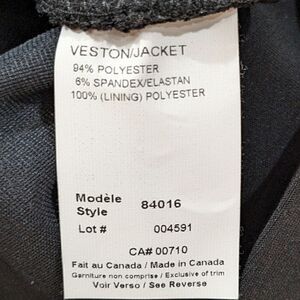 VESTON/JACKET
94% POLYESTER
6% SPANDEX/ELASTAN
100% (LINING) POLYESTER
Modèle
Style 84016
Lot # 004591
CA# 00710
Fait au Canada / Made in Canada
Garniture non comprise / Exclusive of trim
Voir Verso / See Reverse